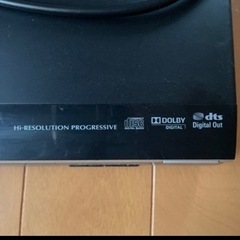 Hi-RESOLUTION PROGRESSIVE
DOLBY
DIGITAL
dts
Digital Out